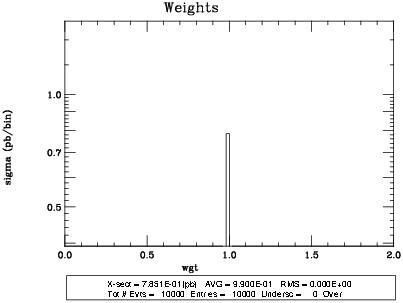 Weights
sigma (pb/bin)
1.0
0.7
0.5
0.0 0.5 1.0 1.5 2.0
wgt
X-sect = 7.851E-01(pb) AVG = 9.900E-01 RMS = 0.000E+00
Tot # Evts = 10000 Entries = 10000 Undersc = 0 Over